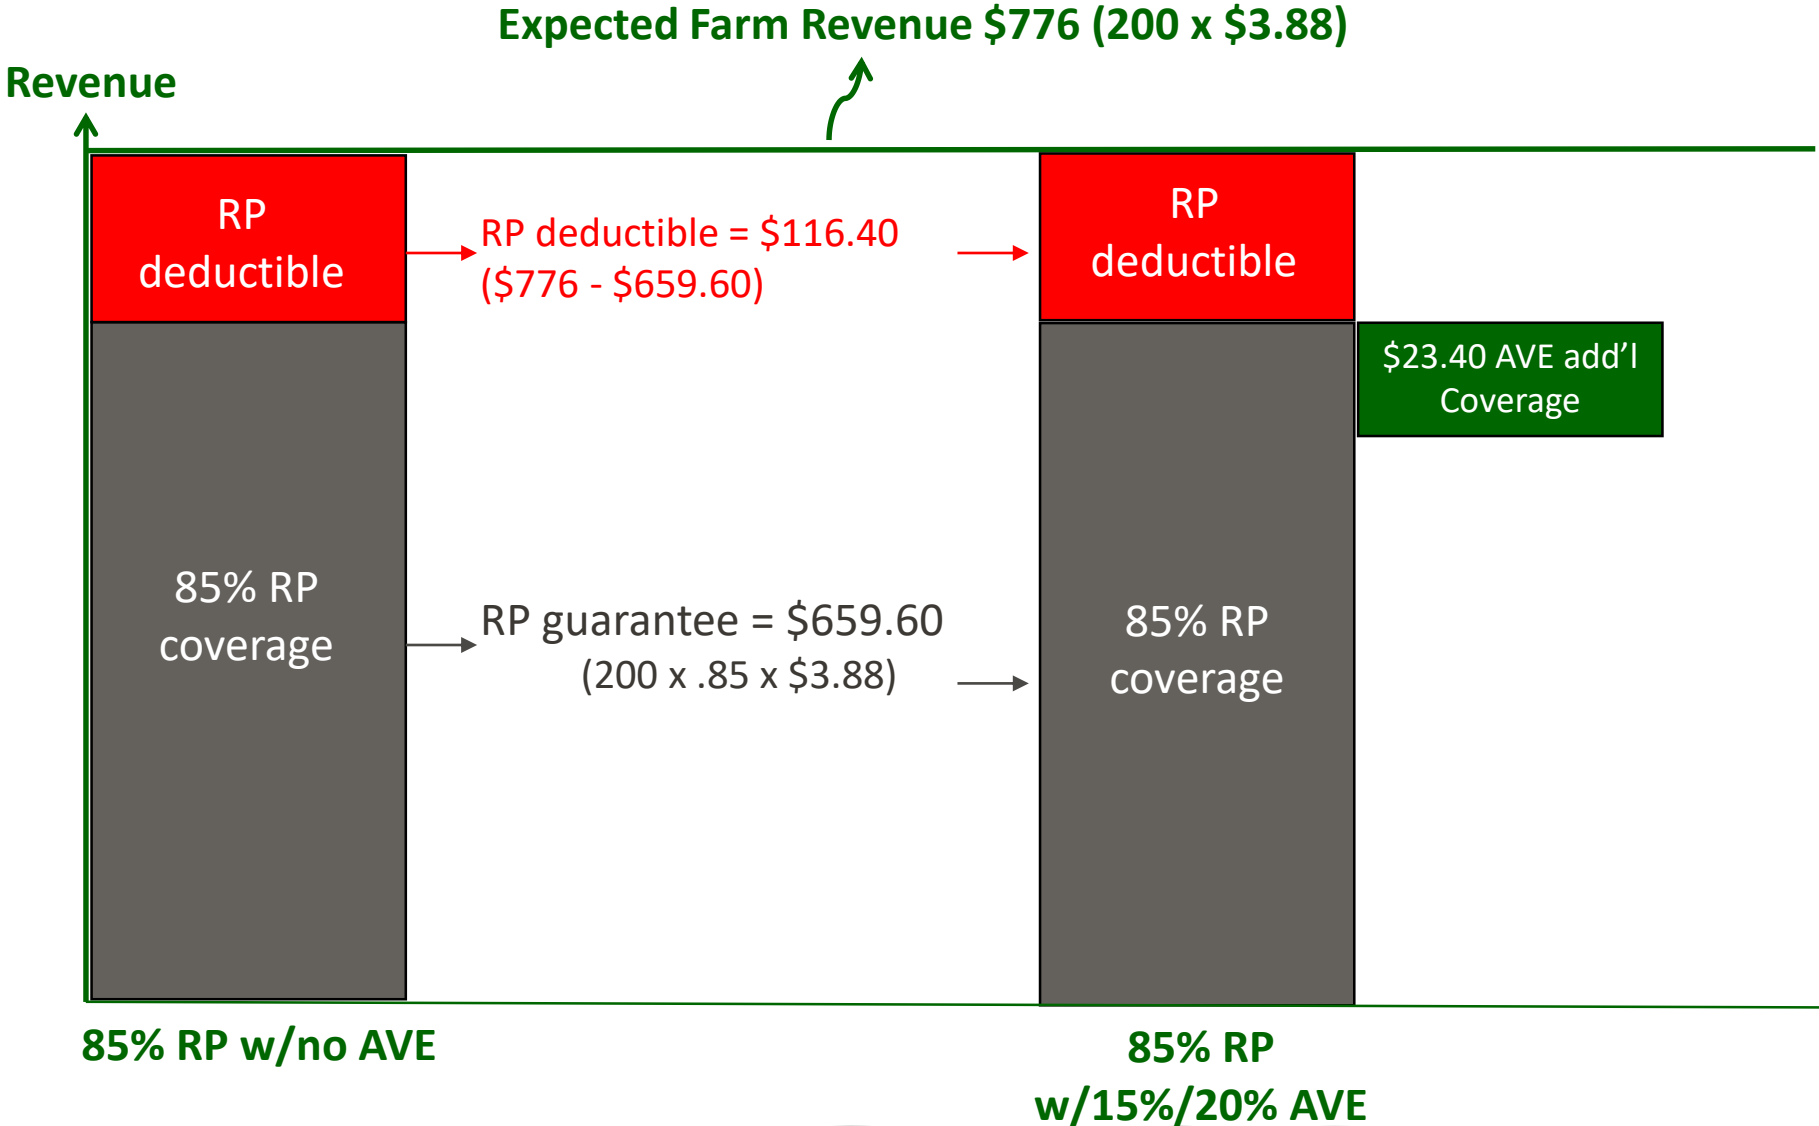 Expected Farm Revenue $776 (200 x $3.88)
Revenue
RP
deductible
RP deductible = $116.40
($776 - $659.60)
RP
deductible
$23.40 AVE add’l
Coverage
85% RP
coverage
RP guarantee = $659.60
(200 x .85 x $3.88)
85% RP
coverage
85% RP w/no AVE
85% RP
w/15%/20% AVE